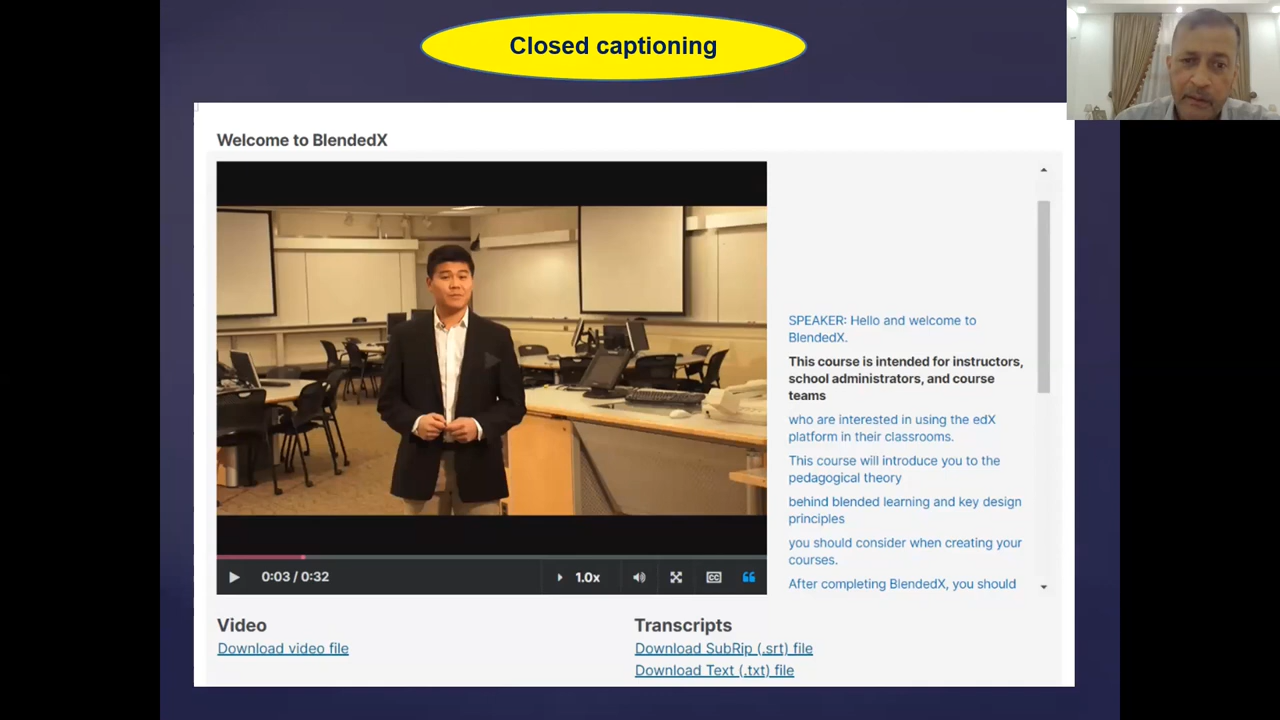 Closed captioning
Welcome to BlendedX
SPEAKER: Hello and welcome to
BlendedX.
This course is intended for instructors,
school administrators, and course
teams
who are interested in using the edX
platform in their classrooms.
This course will introduce you to the
pedagogical theory
behind blended learning and key design
principles
you should consider when creating your
courses.
After completing BlendedX, you should
0:03 / 0:32
1.0x
CC
Video
Download video file
Transcripts
Download SubRip (.srt) file
Download Text (.txt) file